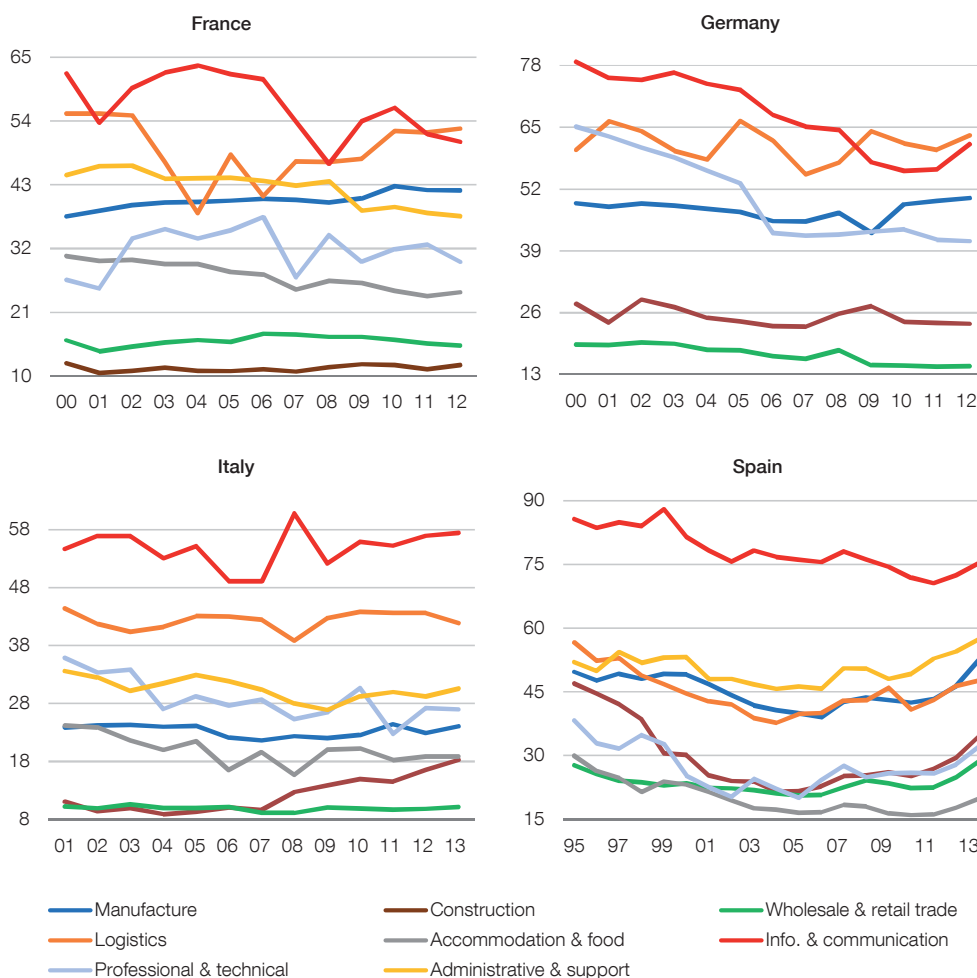 France
65
54
43
32
21
10
00 01 02 03 04 05 06 07 08 09 10 11 12
Germany
78
65
52
39
26
13
00 01 02 03 04 05 06 07 08 09 10 11 12
Italy
58
48
38
28
18
8
01 02 03 04 05 06 07 08 09 10 11 12 13
Spain
90
75
60
45
30
15
95 97 99 01 03 05 07 09 11 13
Manufacture Construction Wholesale & retail trade
Logistics Accommodation & food Info. & communication
Professional & technical Administrative & support